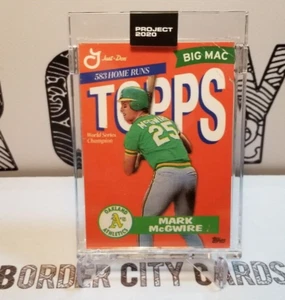 PROJECT
2020
Just-Don
BIG MAC
583 HOME RUNS
TOPPS
World Series
Champion
McGWIRE
25
OAKLAND
A's
ATHLETICS
MARK
McGWIRE
Topps
BORDER CITY CARDS